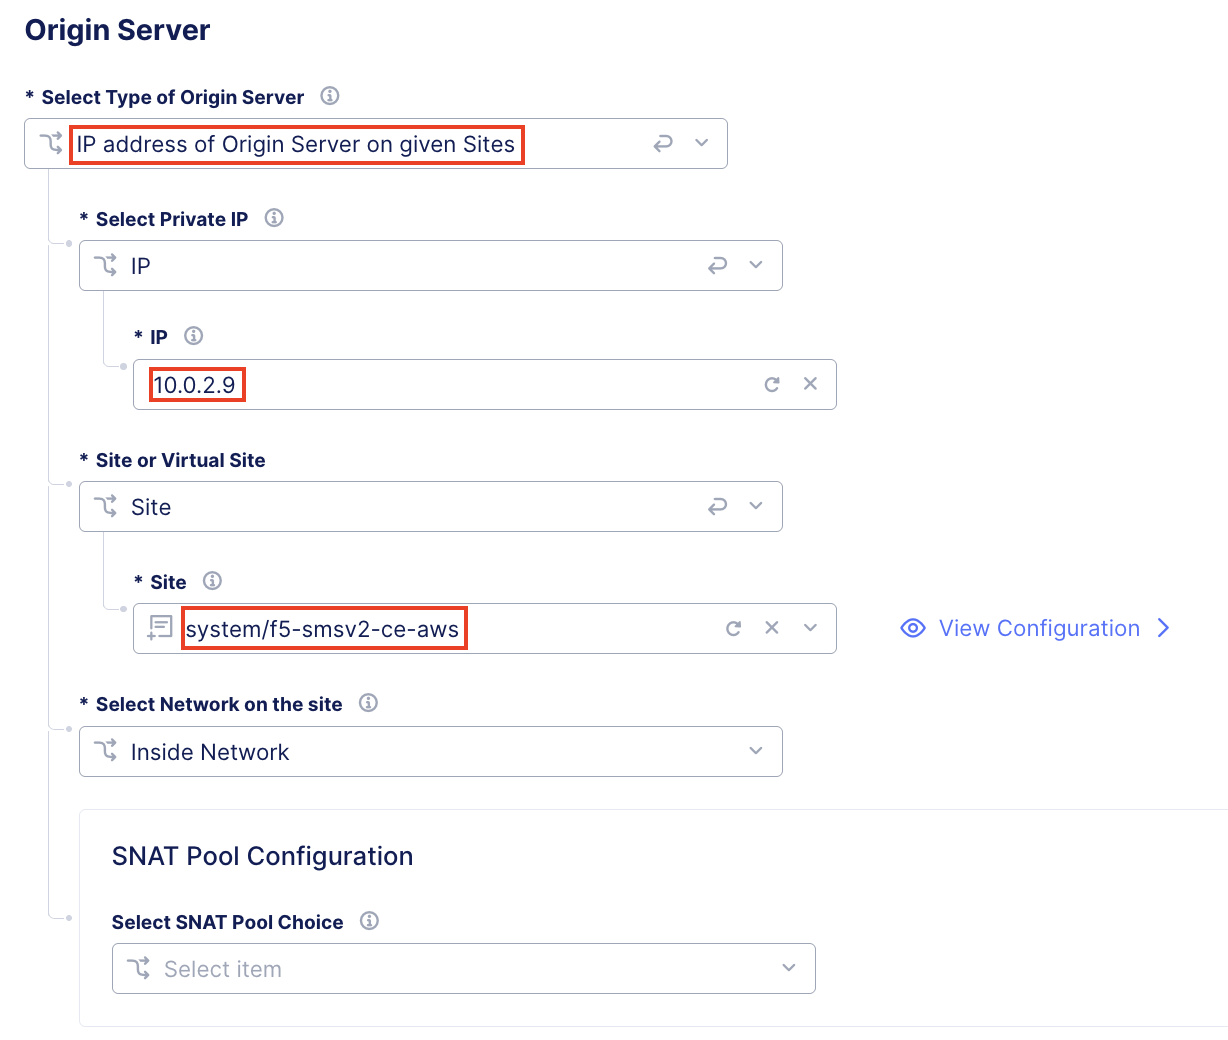 Origin Server
* Select Type of Origin Server
IP address of Origin Server on given Sites
* Select Private IP
IP
* IP
10.0.2.9
* Site or Virtual Site
Site
* Site
system/f5-smsv2-ce-aws
View Configuration
* Select Network on the site
Inside Network
SNAT Pool Configuration
Select SNAT Pool Choice
Select item